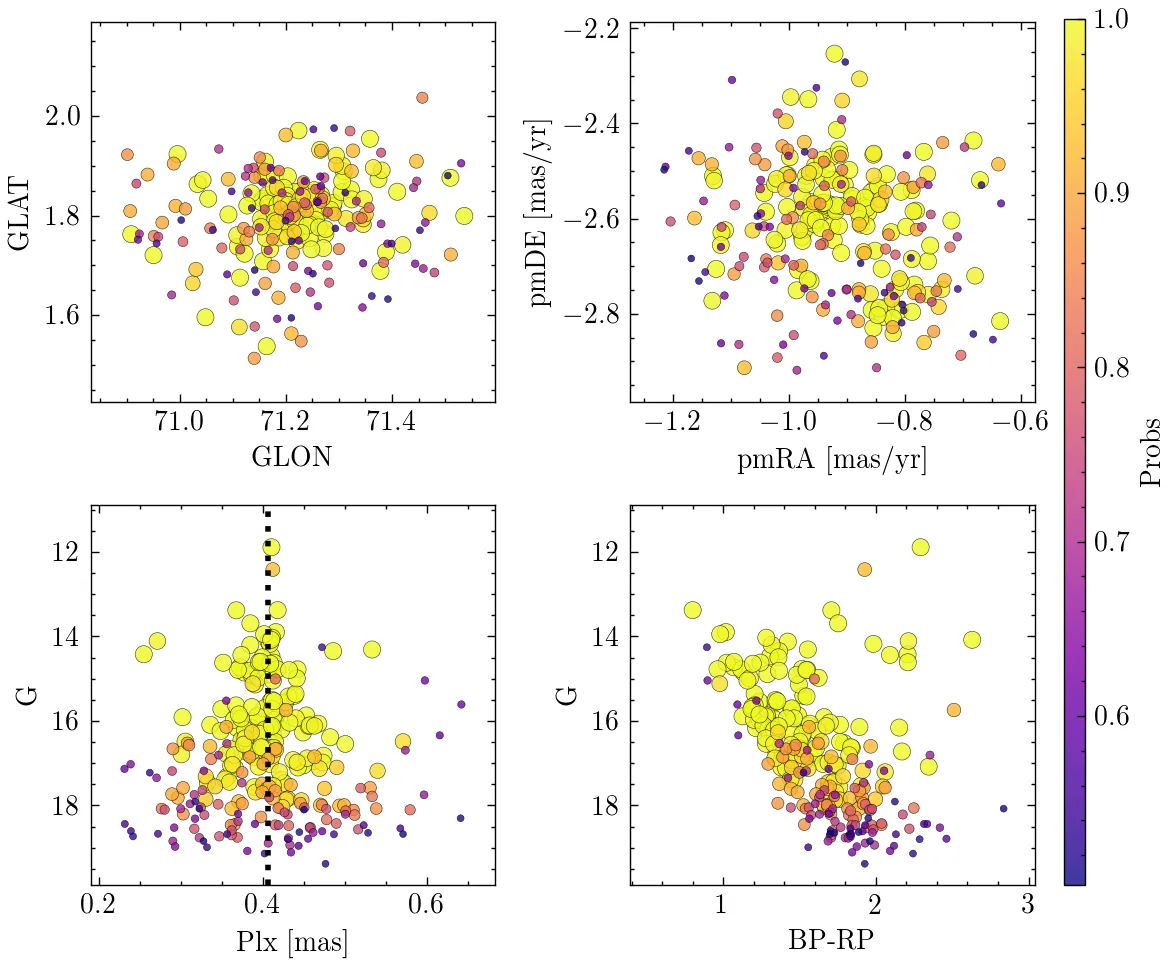 2.0
1.8
1.6
71.0 71.2 71.4
GLON
GLAT
−2.2
−2.4
−2.6
−2.8
−1.2 −1.0 −0.8 −0.6
pmRA [mas/yr]
pmDE [mas/yr]
12
14
16
18
0.2 0.4 0.6
Plx [mas]
G
12
14
16
18
1 2 3
BP-RP
G
1.0
0.9
0.8
0.7
0.6
Probs